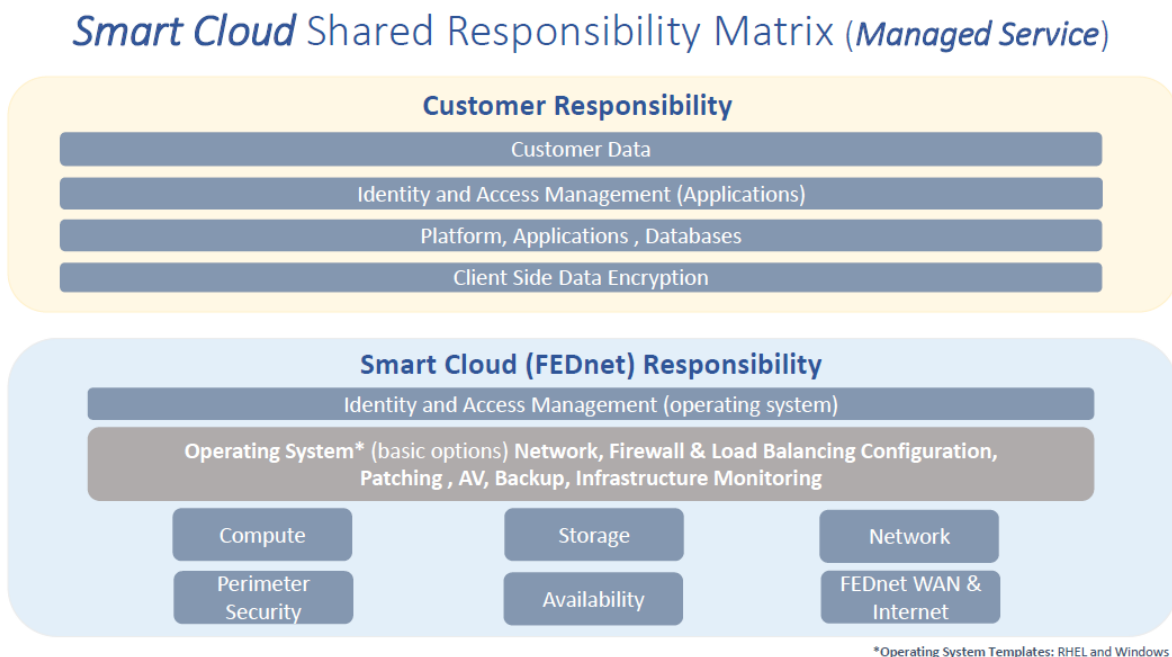 Smart Cloud Shared Responsibility Matrix (Managed Service)
Customer Responsibility
Customer Data
Identity and Access Management (Applications)
Platform, Applications , Databases
Client Side Data Encryption
Smart Cloud (FEDnet) Responsibility
Identity and Access Management (operating system)
Operating System* (basic options) Network, Firewall & Load Balancing Configuration,
Patching , AV, Backup, Infrastructure Monitoring
Compute
Storage
Network
Perimeter
Security
Availability
FEDnet WAN &
Internet
*Operating System Templates: RHEL and Windows